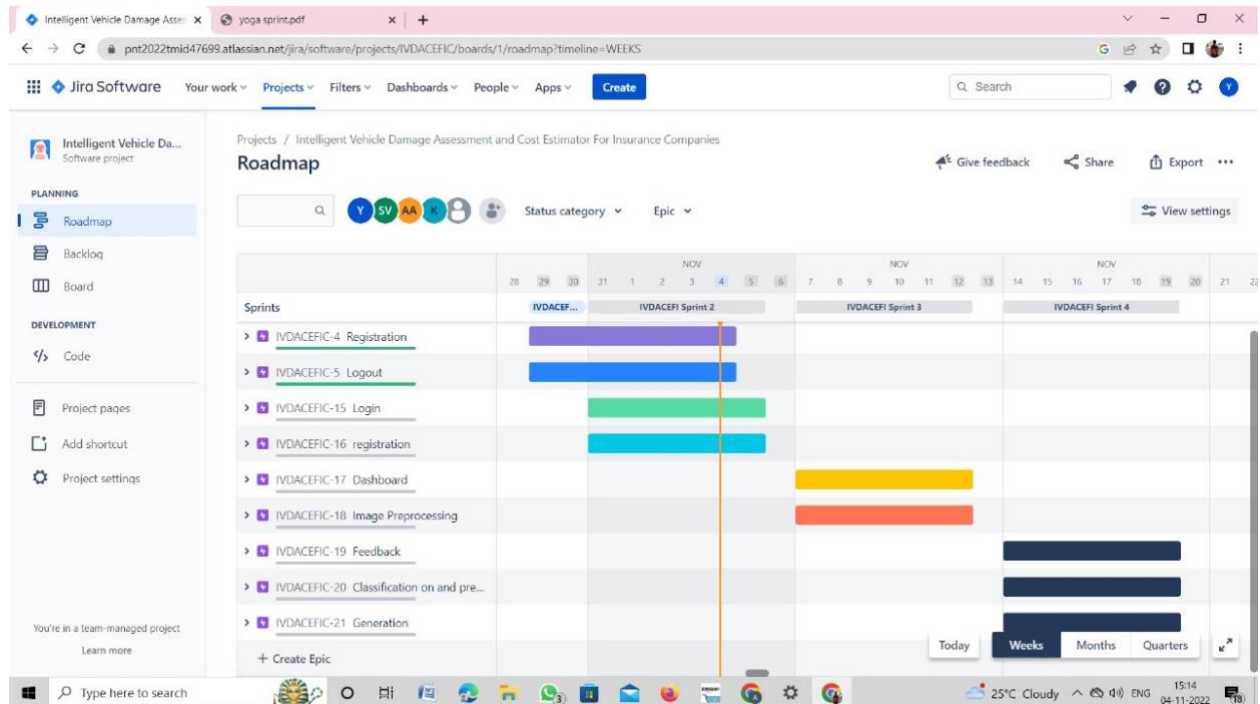 Intelligent Vehicle Damage Asses
yoga sprint.pdf
pnt2022tmid47699.atlassian.net/jira/software/projects/IVDACEFIC/boards/1/roadmap?timeline=WEEKS
Jira Software Your work Projects Filters Dashboards People Apps Create Search Y
Intelligent Vehicle Da...
Software project
PLANNING
Roadmap
Backlog
Board
DEVELOPMENT
Code
Project pages
Add shortcut
Project settings
You're in a team-managed project
Learn more
Projects / Intelligent Vehicle Damage Assessment and Cost Estimator For Insurance Companies
Roadmap
Give feedback Share Export
Y SV AA K Status category Epic View settings
NOV NOV NOV
28 29 30 31 1 2 3 4 5 6 7 8 9 10 11 12 13 14 15 16 17 18 19 20 21 22
Sprints IVDACEF... IVDACEFI Sprint 2 IVDACEFI Sprint 3 IVDACEFI Sprint 4
IVDACEFIC-4 Registration
IVDACEFIC-5 Logout
IVDACEFIC-15 Login
IVDACEFIC-16 registration
IVDACEFIC-17 Dashboard
IVDACEFIC-18 Image Preprocessing
IVDACEFIC-19 Feedback
IVDACEFIC-20 Classification on and pre...
IVDACEFIC-21 Generation
+ Create Epic
Today Weeks Months Quarters
Type here to search
25°C Cloudy ENG
15:14
04-11-2022